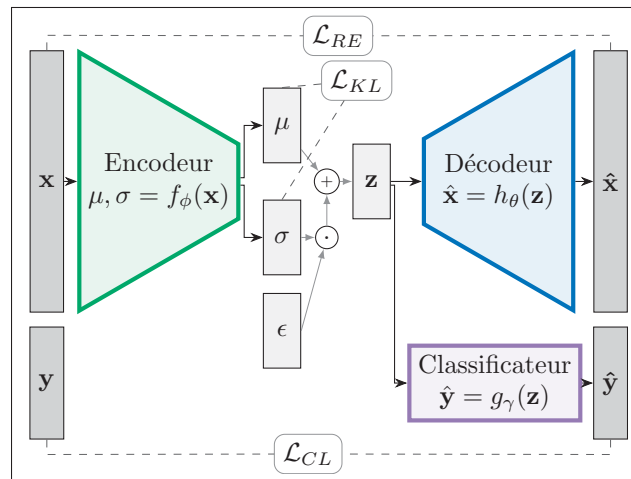 ℒ_RE
ℒ_KL
x
Encodeur
μ, σ = f_ϕ(x)
μ
σ
ϵ
+
·
z
Décodeur
x̂ = h_θ(z)
x̂
y
Classificateur
ŷ = g_γ(z)
ŷ
ℒ_CL